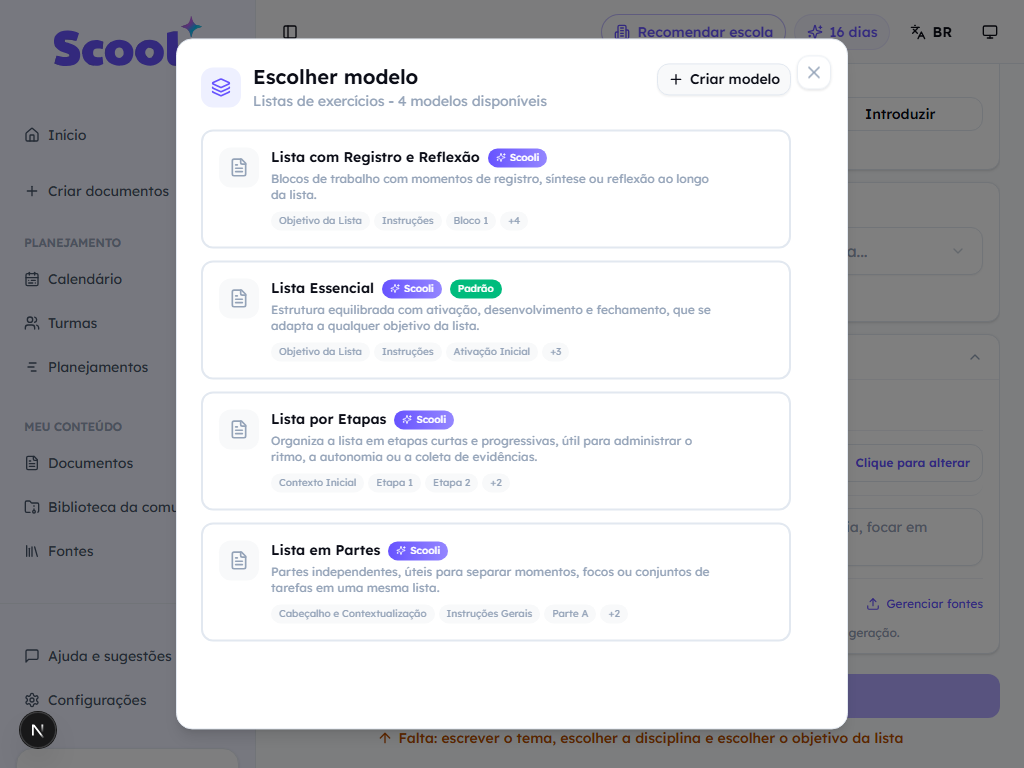 Scooli
Recomendar escola
16 dias
BR
Início
Criar documentos
PLANEJAMENTO
Calendário
Turmas
Planejamentos
MEU CONTEÚDO
Documentos
Biblioteca da comu
Fontes
Ajuda e sugestões
Configurações
N
Escolher modelo
Listas de exercícios - 4 modelos disponíveis
Criar modelo
Lista com Registro e Reflexão
Scooli
Blocos de trabalho com momentos de registro, síntese ou reflexão ao longo
da lista.
Objetivo da Lista
Instruções
Bloco 1
+4
Lista Essencial
Scooli
Padrão
Estrutura equilibrada com ativação, desenvolvimento e fechamento, que se
adapta a qualquer objetivo da lista.
Objetivo da Lista
Instruções
Ativação Inicial
+3
Lista por Etapas
Scooli
Organiza a lista em etapas curtas e progressivas, útil para administrar o
ritmo, a autonomia ou a coleta de evidências.
Contexto Inicial
Etapa 1
Etapa 2
+2
Lista em Partes
Scooli
Partes independentes, úteis para separar momentos, focos ou conjuntos de
tarefas em uma mesma lista.
Cabeçalho e Contextualização
Instruções Gerais
Parte A
+2
Introduzir
a...
Clique para alterar
ia, focar em
Gerenciar fontes
geração.
Falta: escrever o tema, escolher a disciplina e escolher o objetivo da lista